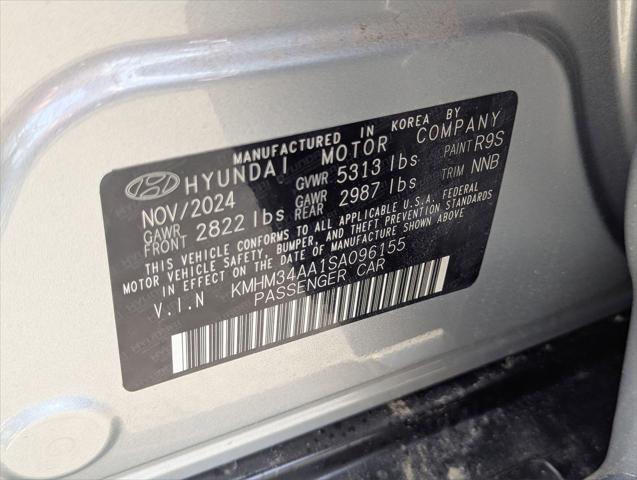 MANUFACTURED IN KOREA BY
HYUNDAI MOTOR COMPANY
NOV/2024 GVWR 5313 lbs PAINT R9S
GAWR FRONT 2822 lbs GAWR REAR 2987 lbs TRIM NNB
THIS VEHICLE CONFORMS TO ALL APPLICABLE U.S.A. FEDERAL
MOTOR VEHICLE SAFETY, BUMPER, AND THEFT PREVENTION STANDARDS
IN EFFECT ON THE DATE OF MANUFACTURE SHOWN ABOVE
V.I.N KMHM34AA1SA096155
PASSENGER CAR